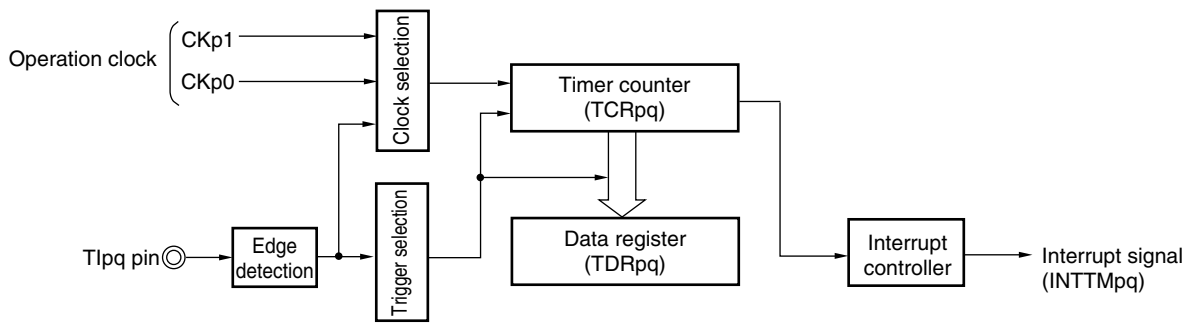 Operation clock
CKp1
CKp0
Clock selection
Timer counter
(TCRpq)
TIpq pin
Edge
detection
Trigger selection
Data register
(TDRpq)
Interrupt
controller
Interrupt signal
(INTTMpq)